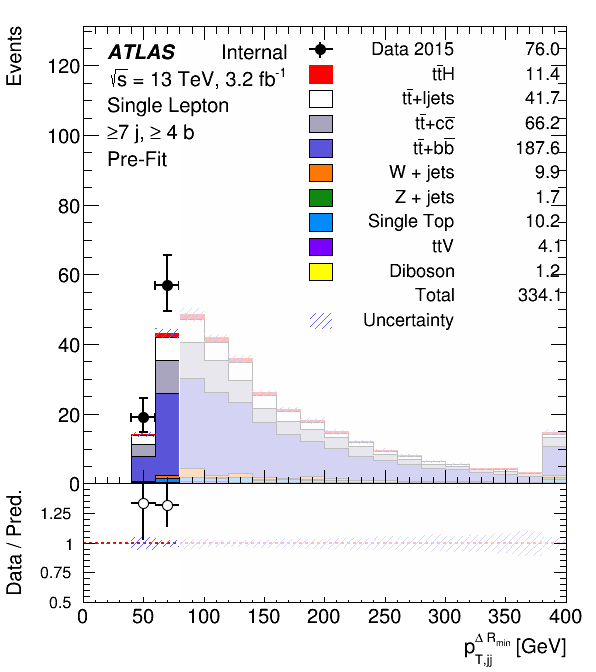 Events
ATLAS Internal
√s = 13 TeV, 3.2 fb⁻¹
Single Lepton
≥7 j, ≥ 4 b
Pre-Fit
Data 2015 76.0
tt̄H 11.4
tt̄+ljets 41.7
tt̄+cc̄ 66.2
tt̄+bb̄ 187.6
W + jets 9.9
Z + jets 1.7
Single Top 10.2
ttV 4.1
Diboson 1.2
Total 334.1
Uncertainty
120
100
80
60
40
20
0
Data / Pred.
1.25
1
0.75
0.5
0 50 100 150 200 250 300 350 400
p_{T,jj}^{Δ R_{min}} [GeV]